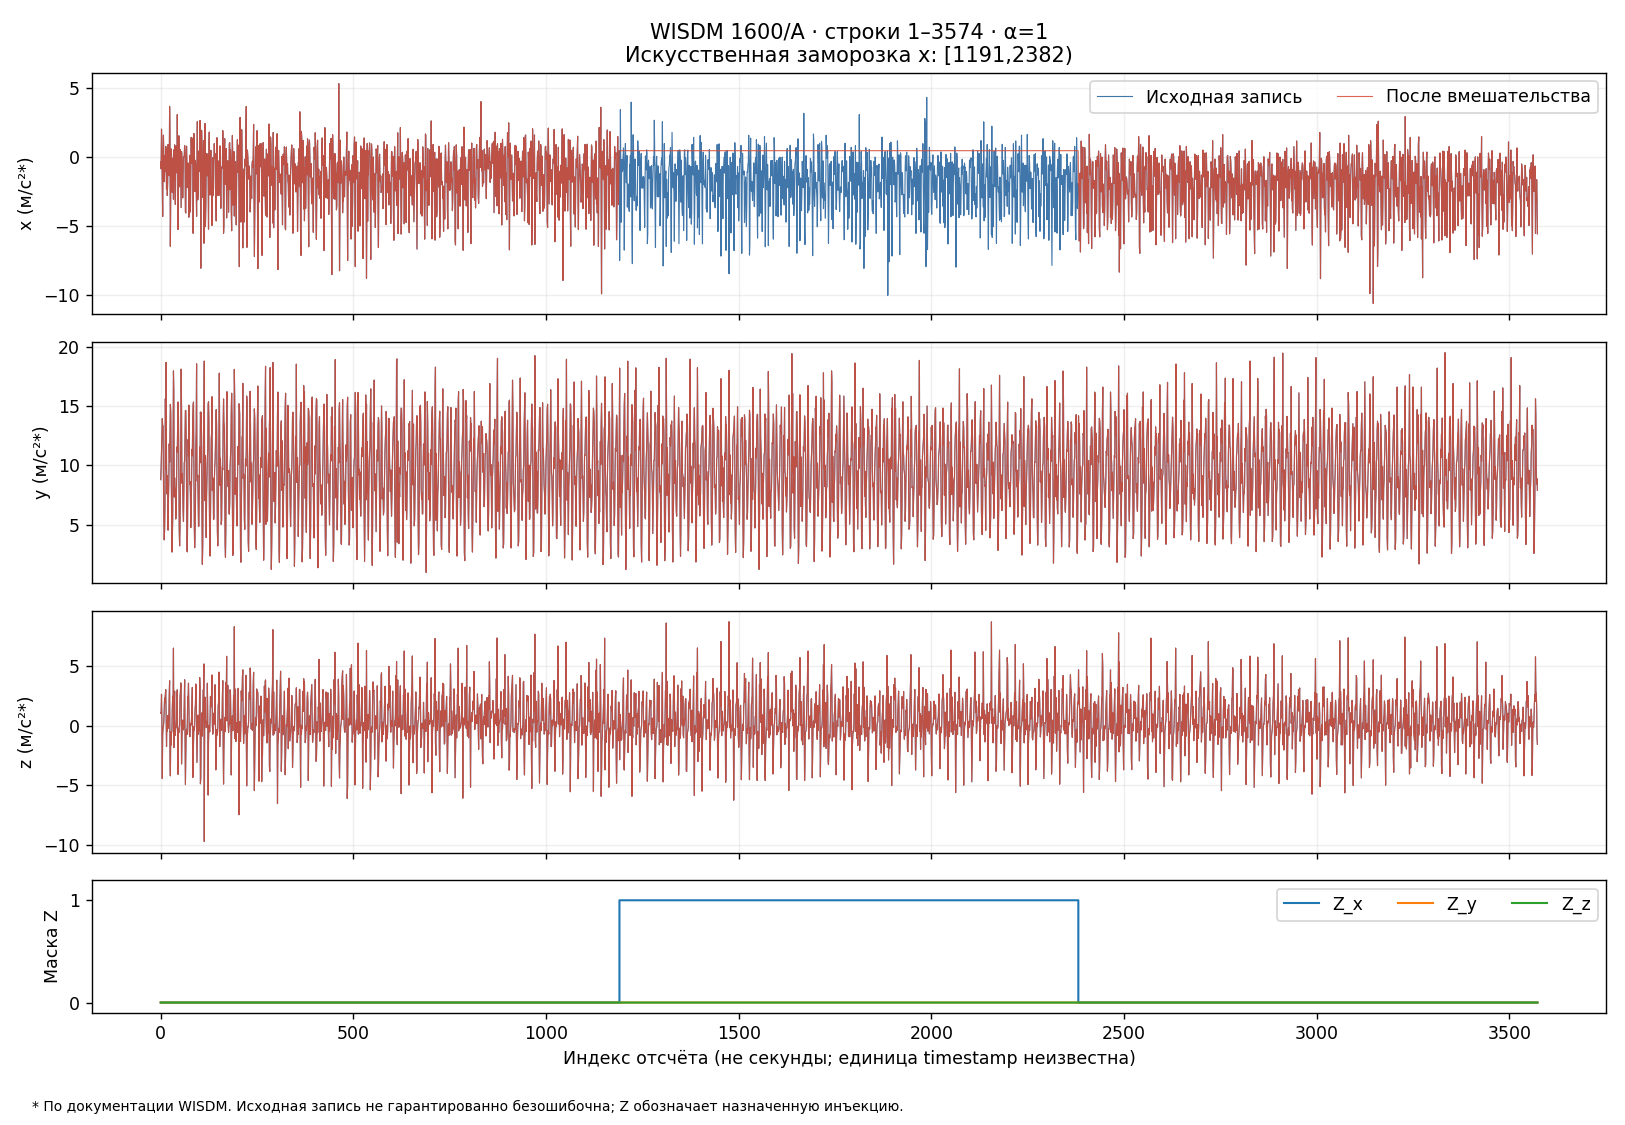 WISDM 1600/A · строки 1–3574 · α=1
Искусственная заморозка x: [1191,2382)
5
0
−5
−10
x (м/с²*)
Исходная запись
После вмешательства
20
15
10
5
y (м/с²*)
5
0
−5
−10
z (м/с²*)
1
0
Маска Z
Z_x
Z_y
Z_z
0
500
1000
1500
2000
2500
3000
3500
Индекс отсчёта (не секунды; единица timestamp неизвестна)
* По документации WISDM. Исходная запись не гарантированно безошибочна; Z обозначает назначенную инъекцию.